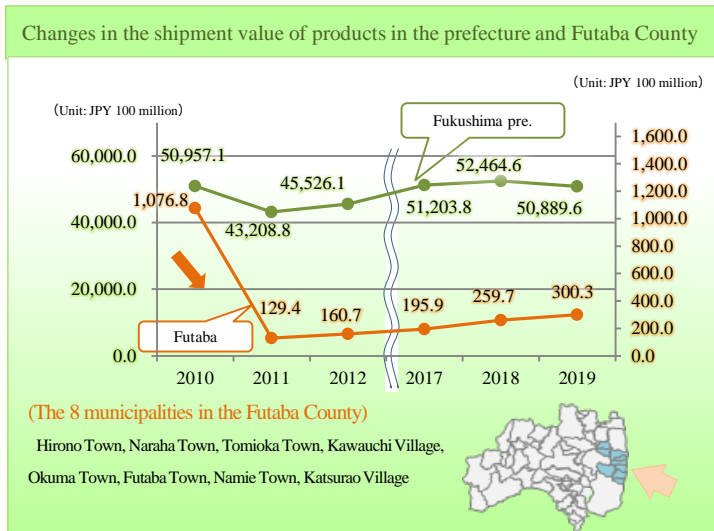 Changes in the shipment value of products in the prefecture and Futaba County
(Unit: JPY 100 million)
(Unit: JPY 100 million)
Fukushima pre.
60,000.0
40,000.0
20,000.0
0.0
1,600.0
1,400.0
1,200.0
1,000.0
800.0
600.0
400.0
200.0
0.0
50,957.1
43,208.8
45,526.1
51,203.8
52,464.6
50,889.6
1,076.8
129.4
160.7
195.9
259.7
300.3
Futaba
2010 2011 2012 2017 2018 2019
(The 8 municipalities in the Futaba County)
Hirono Town, Naraha Town, Tomioka Town, Kawauchi Village,
Okuma Town, Futaba Town, Namie Town, Katsurao Village